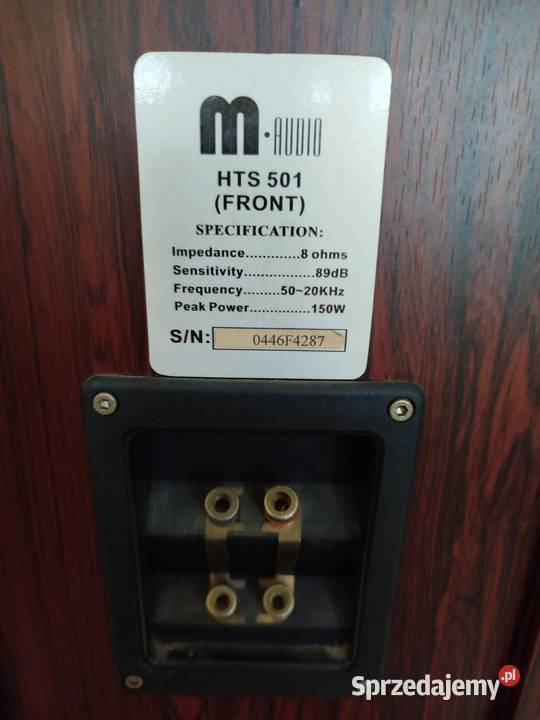 m·AUDIO
HTS 501
(FRONT)
SPECIFICATION:
Impedance.............8 ohms
Sensitivity.................89dB
Frequency.........50~20KHz
Peak Power...............150W
S/N: 0446F4287
Sprzedajemy.pl